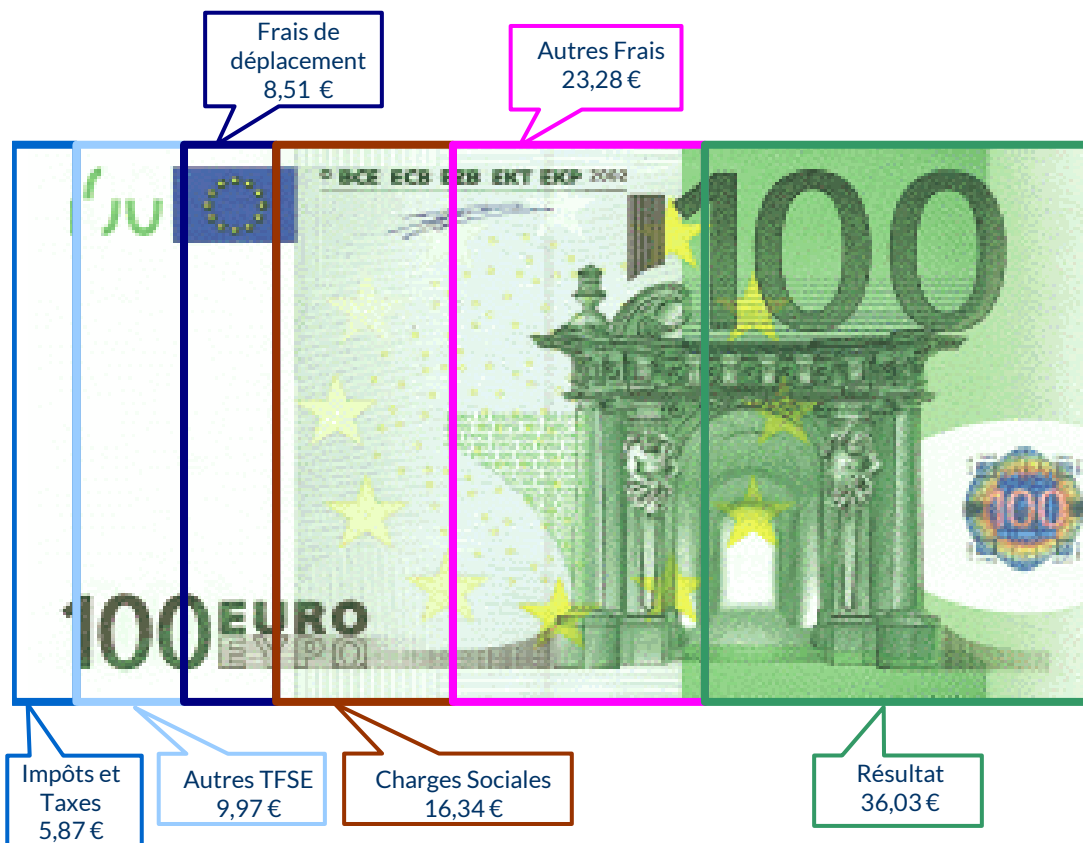 Frais de
déplacement
8,51 €
Autres Frais
23,28 €
© BCE ECB EZB EKT EKP 2002
100
100
100 EURO
ΕΥΡΩ
Impôts et
Taxes
5,87 €
Autres TFSE
9,97 €
Charges Sociales
16,34 €
Résultat
36,03 €